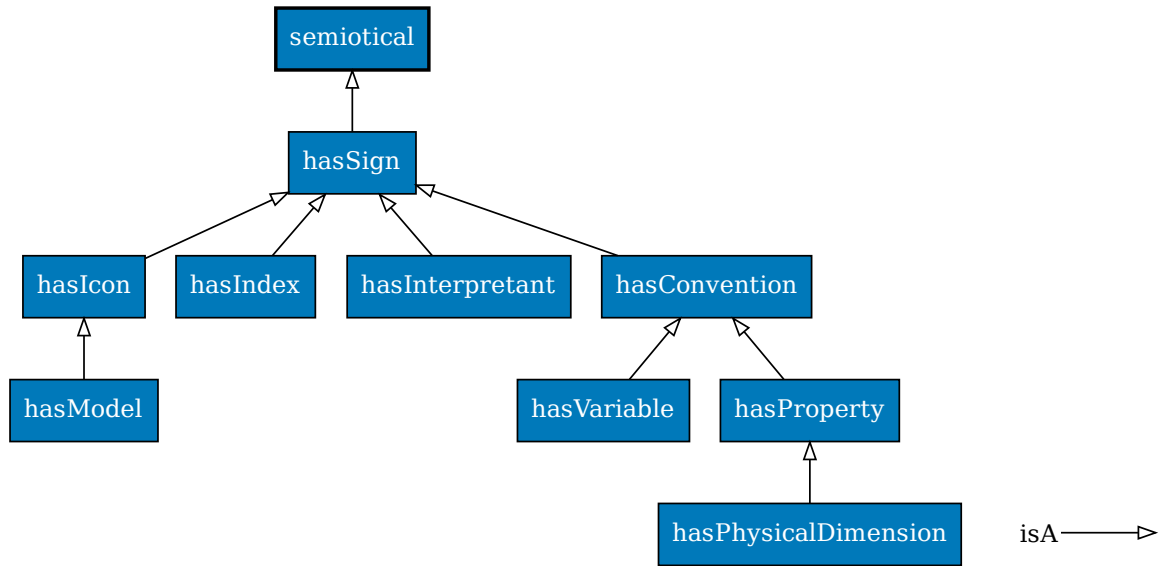 semiotical
hasSign
hasIcon
hasIndex
hasInterpretant
hasConvention
hasModel
hasVariable
hasProperty
hasPhysicalDimension
isA